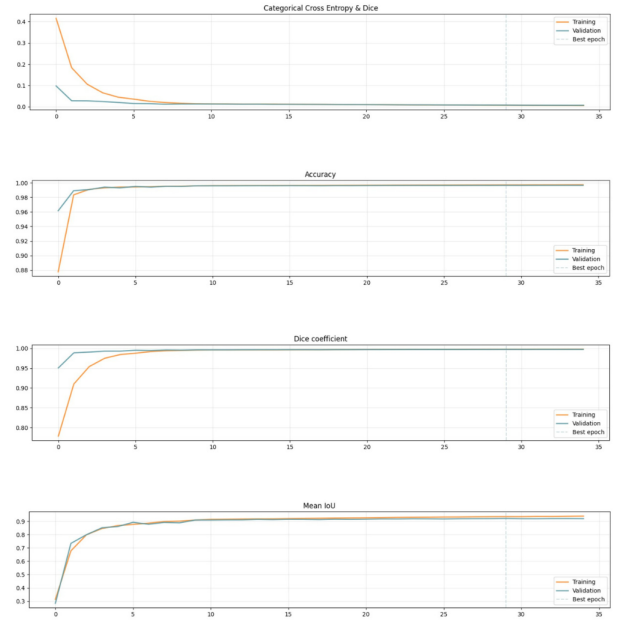 Categorical Cross Entropy & Dice
0.4
0.3
0.2
0.1
0.0
Training
Validation
Best epoch
0 5 10 15 20 25 30 35
Accuracy
1.00
0.98
0.96
0.94
0.92
0.90
0.88
Training
Validation
Best epoch
0 5 10 15 20 25 30 35
Dice coefficient
1.00
0.95
0.90
0.85
0.80
Training
Validation
Best epoch
0 5 10 15 20 25 30 35
Mean IoU
0.9
0.8
0.7
0.6
0.5
0.4
0.3
Training
Validation
Best epoch
0 5 10 15 20 25 30 35